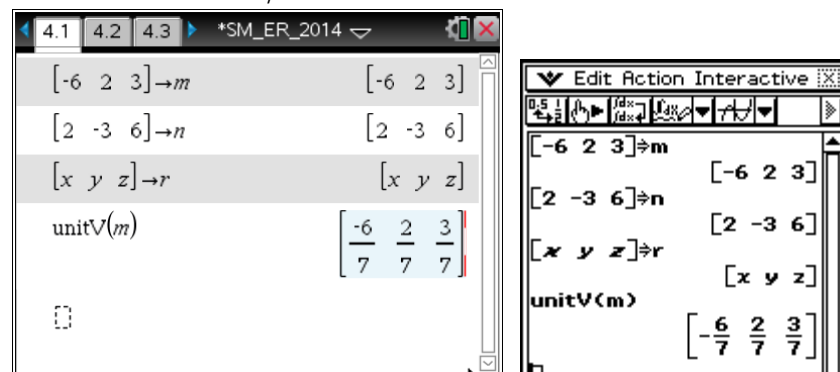 4.1 4.2 4.3 *SM_ER_2014
[-6 2 3]→m [-6 2 3]
[2 -3 6]→n [2 -3 6]
[x y z]→r [x y z]
unitV(m) [-6/7 2/7 3/7]
Edit Action Interactive
[-6 2 3]⇒m
[-6 2 3]
[2 -3 6]⇒n
[2 -3 6]
[x y z]⇒r
[x y z]
unitV(m)
[-6/7 2/7 3/7]